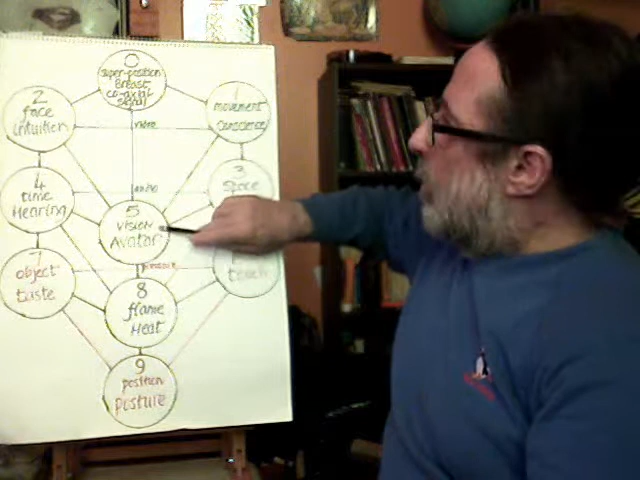 0
super-position
Breast
co-axial
signal
2
face
intuition
1
movement
conscience
4
time
Hearing
3
Space
5
VISION
AVATAR
7
object
taste
touch
8
flame
Heat
9
position
Posture